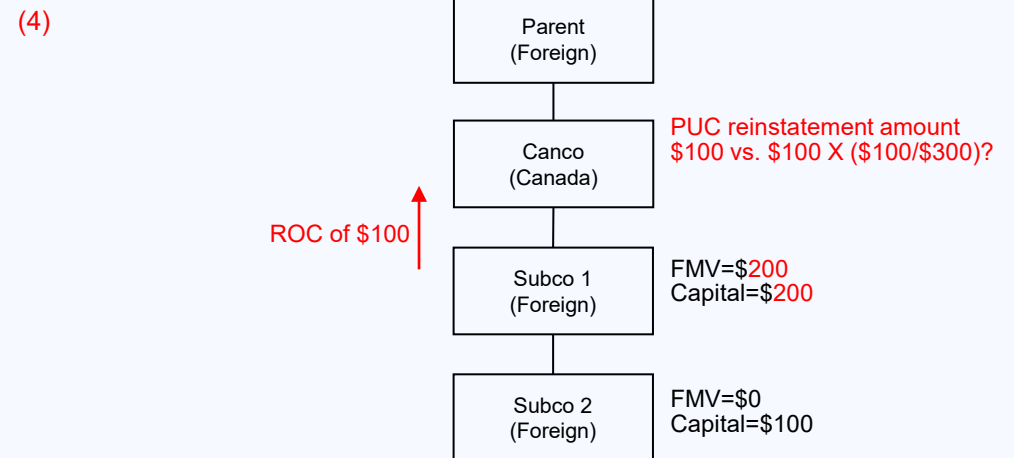 (4)
Parent
(Foreign)
Canco
(Canada)
PUC reinstatement amount
$100 vs. $100 X ($100/$300)?
ROC of $100
Subco 1
(Foreign)
FMV=$200
Capital=$200
Subco 2
(Foreign)
FMV=$0
Capital=$100